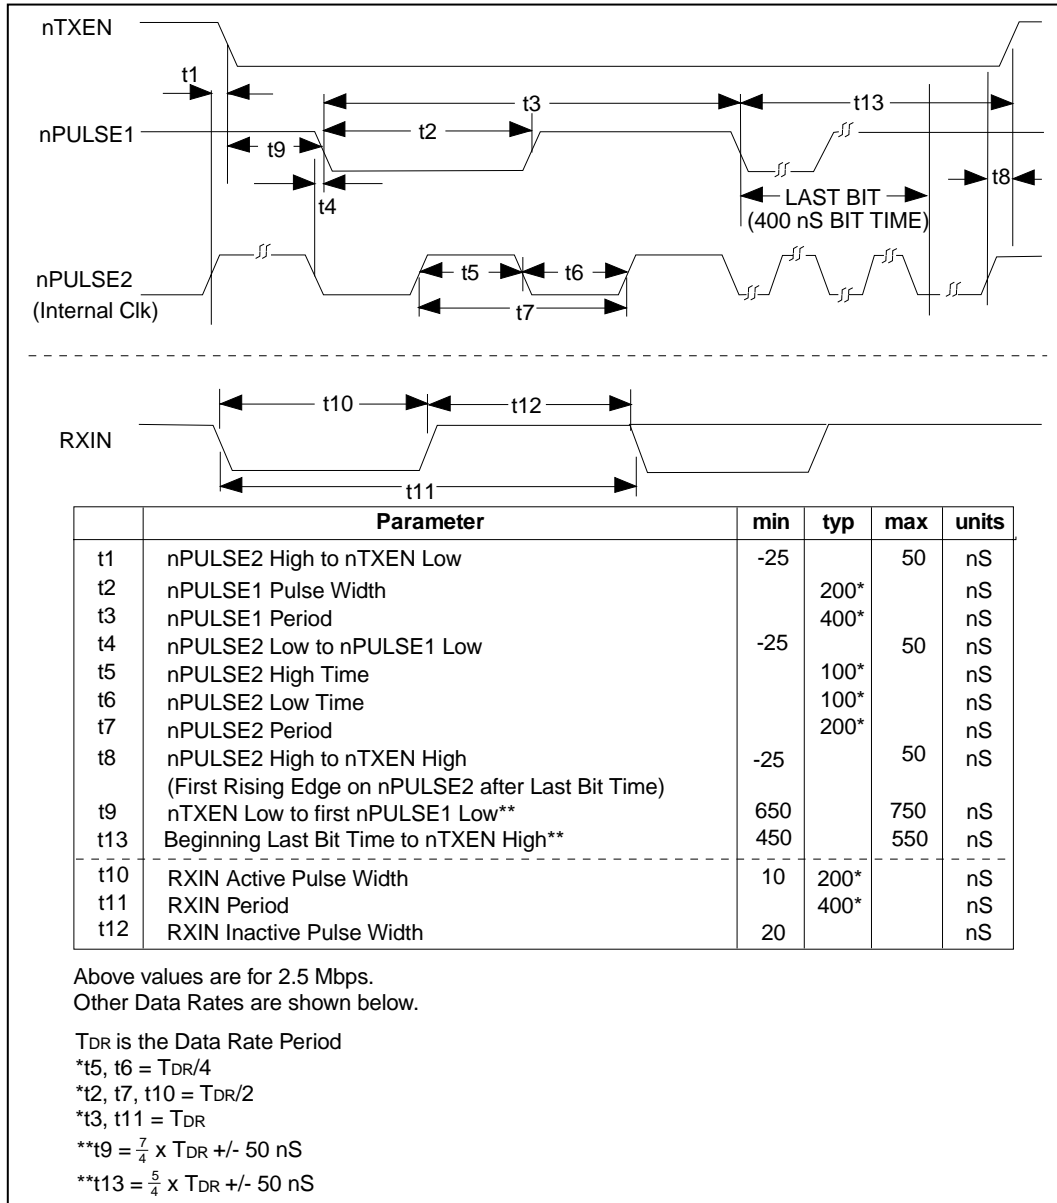 nTXEN
t1
t3
t13
nPULSE1
t2
t9
t4
t8
LAST BIT
(400 nS BIT TIME)
nPULSE2
(Internal Clk)
t5
t6
t7
RXIN
t10
t12
t11
Parameter min typ max units
t1 nPULSE2 High to nTXEN Low -25 50 nS
t2 nPULSE1 Pulse Width 200* nS
t3 nPULSE1 Period 400* nS
t4 nPULSE2 Low to nPULSE1 Low -25 50 nS
t5 nPULSE2 High Time 100* nS
t6 nPULSE2 Low Time 100* nS
t7 nPULSE2 Period 200* nS
t8 nPULSE2 High to nTXEN High -25 50 nS
(First Rising Edge on nPULSE2 after Last Bit Time)
t9 nTXEN Low to first nPULSE1 Low** 650 750 nS
t13 Beginning Last Bit Time to nTXEN High** 450 550 nS
t10 RXIN Active Pulse Width 10 200* nS
t11 RXIN Period 400* nS
t12 RXIN Inactive Pulse Width 20 nS
Above values are for 2.5 Mbps.
Other Data Rates are shown below.
TDR is the Data Rate Period
*t5, t6 = TDR/4
*t2, t7, t10 = TDR/2
*t3, t11 = TDR
**t9 = 7/4 x TDR +/- 50 nS
**t13 = 5/4 x TDR +/- 50 nS